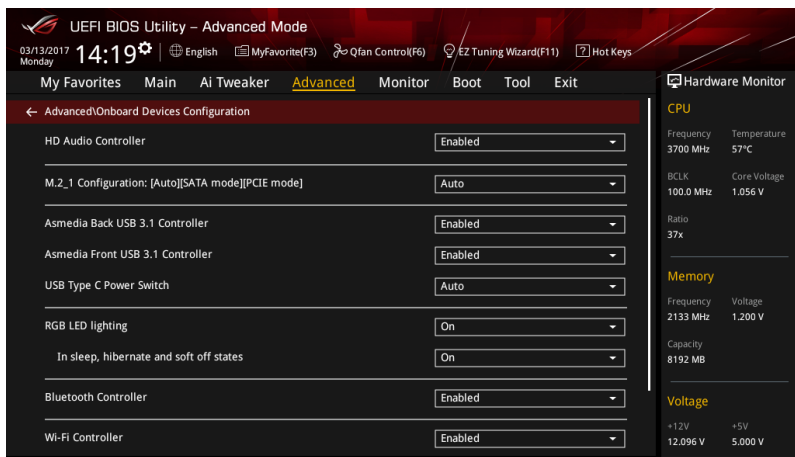 UEFI BIOS Utility – Advanced Mode
03/13/2017 Monday 14:19 English MyFavorite(F3) Qfan Control(F6) EZ Tuning Wizard(F11) ? Hot Keys
My Favorites Main Ai Tweaker Advanced Monitor Boot Tool Exit
← Advanced\Onboard Devices Configuration
HD Audio Controller Enabled
M.2_1 Configuration: [Auto][SATA mode][PCIE mode] Auto
Asmedia Back USB 3.1 Controller Enabled
Asmedia Front USB 3.1 Controller Enabled
USB Type C Power Switch Auto
RGB LED lighting On
In sleep, hibernate and soft off states On
Bluetooth Controller Enabled
Wi-Fi Controller Enabled
Hardware Monitor
CPU
Frequency Temperature
3700 MHz 57°C
BCLK Core Voltage
100.0 MHz 1.056 V
Ratio
37x
Memory
Frequency Voltage
2133 MHz 1.200 V
Capacity
8192 MB
Voltage
+12V +5V
12.096 V 5.000 V